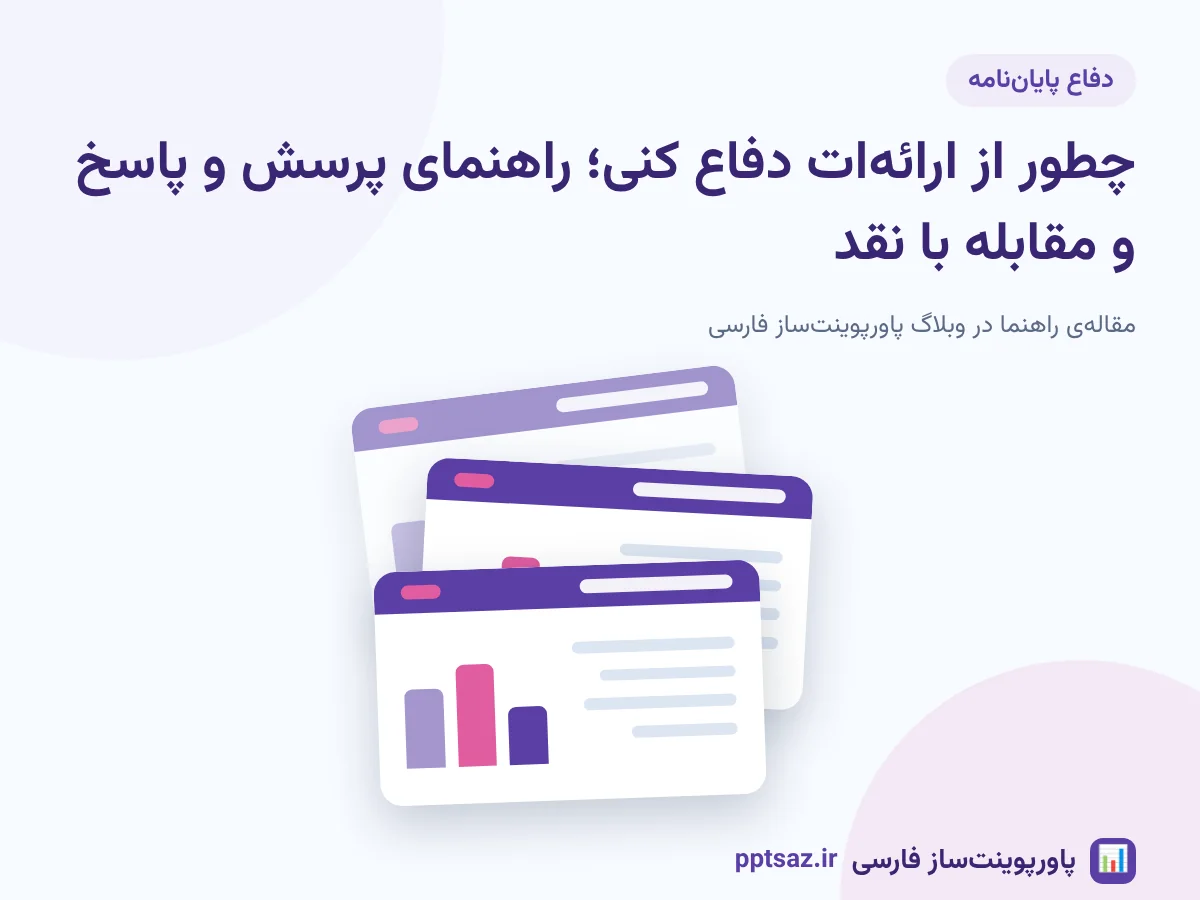 دفاع پایان‌نامه
چطور از ارائه‌ات دفاع کنی؛ راهنمای پرسش و پاسخ
و مقابله با نقد
مقاله‌ی راهنما در وبلاگ پاورپوینت‌ساز فارسی
پاورپوینت‌ساز فارسی pptsaz.ir